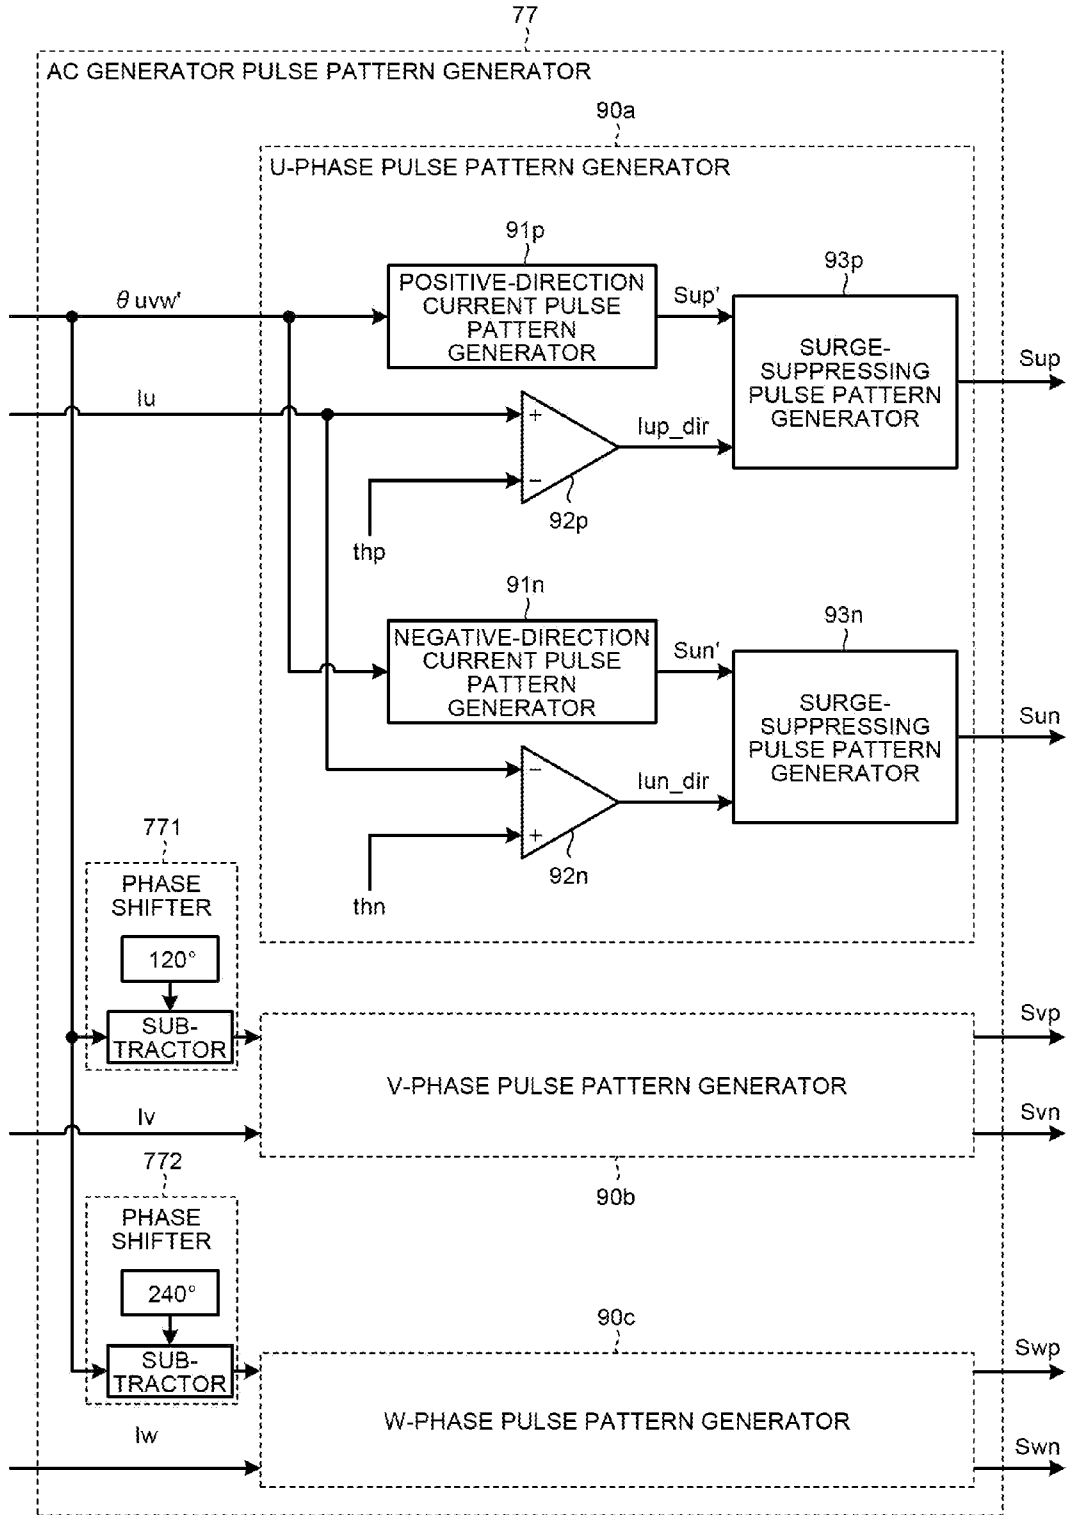 77
AC GENERATOR PULSE PATTERN GENERATOR
90a
U-PHASE PULSE PATTERN GENERATOR
91p
POSITIVE-DIRECTION
CURRENT PULSE
PATTERN
GENERATOR
θuvw'
Sup'
93p
SURGE-
SUPPRESSING
PULSE PATTERN
GENERATOR
Sup
Iu
+
−
Iup_dir
92p
thp
91n
NEGATIVE-DIRECTION
CURRENT PULSE
PATTERN
GENERATOR
Sun'
93n
SURGE-
SUPPRESSING
PULSE PATTERN
GENERATOR
Sun
−
+
Iun_dir
92n
thn
771
PHASE
SHIFTER
120°
SUB-
TRACTOR
V-PHASE PULSE PATTERN GENERATOR
Svp
Svn
Iv
90b
772
PHASE
SHIFTER
240°
SUB-
TRACTOR
90c
W-PHASE PULSE PATTERN GENERATOR
Swp
Swn
Iw